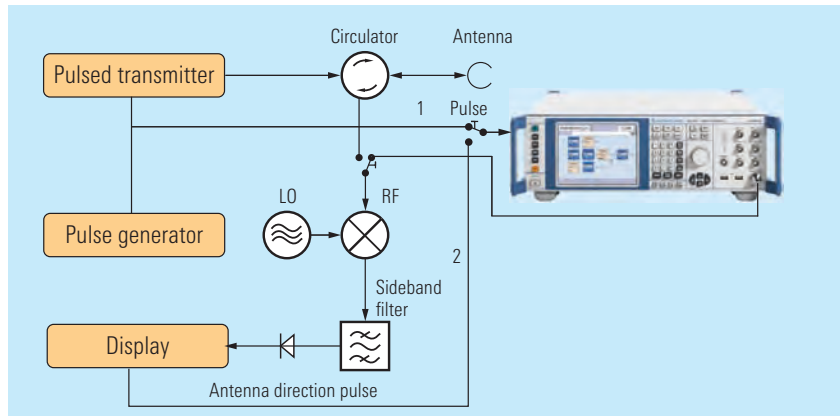 Circulator
Antenna
Pulsed transmitter
1
Pulse
LO
RF
Pulse generator
2
Sideband
filter
Display
Antenna direction pulse